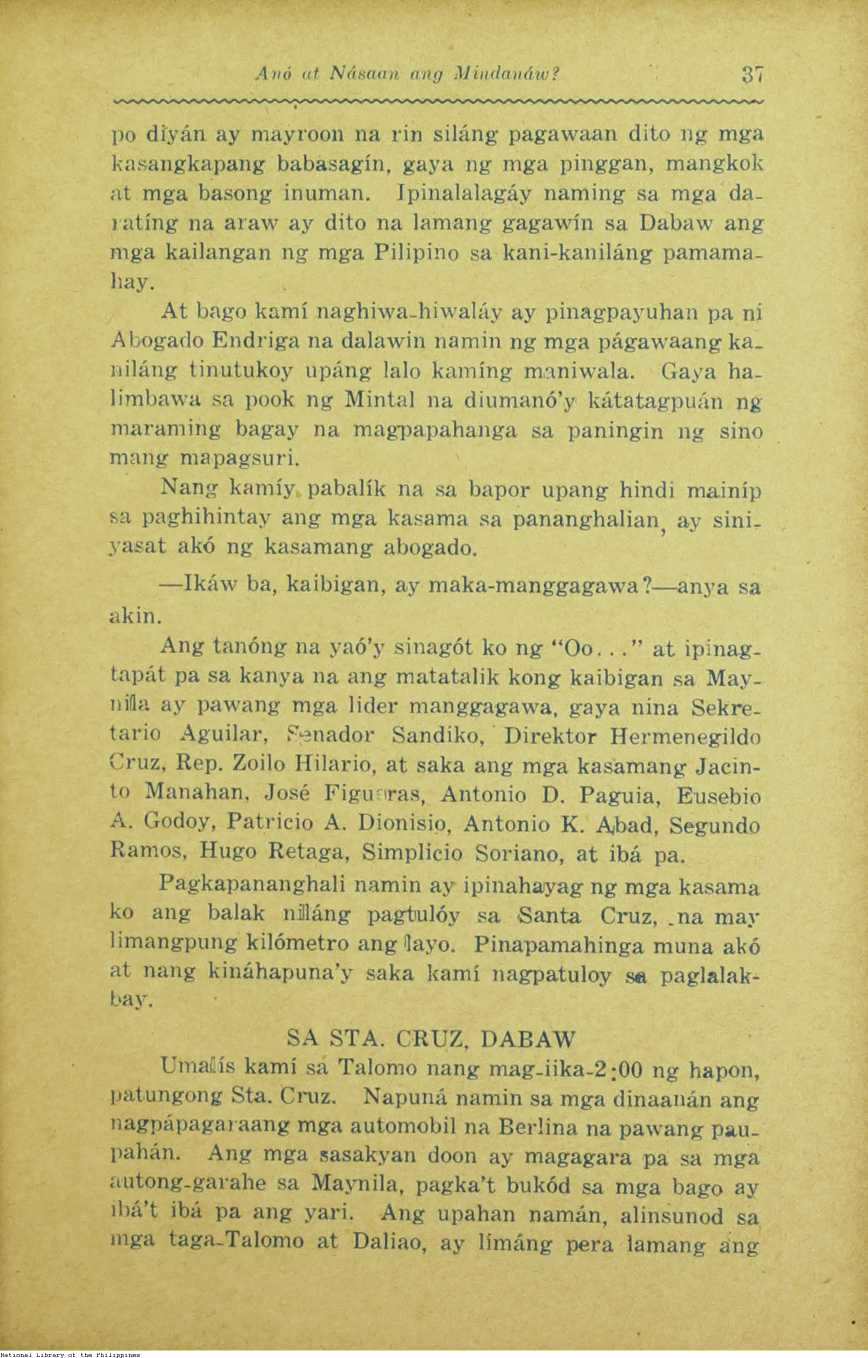 Anó at Násaan ang Mindanáw? 37
po diyán ay mayroon na rin siláng pagawaan dito ng mga
kasangkapang babasagín, gaya ng mga pinggan, mangkok
at mga basong inuman. Ipinalalagáy naming sa mga da-
ratíng na araw ay dito na lamang gagawín sa Dabaw ang
mga kailangan ng mga Pilipino sa kani-kaniláng pamama-
hay.
At bago kamí naghiwa-hiwaláy ay pinagpayuhan pa ni
Abogado Endriga na dalawin namin ng mga págawaang ka-
niláng tinutukoy upáng lalo kamíng maniwala. Gaya ha-
limbawa sa pook ng Mintal na diumanó'y kátatagpuán ng
maraming bagay na magpapahanga sa paningin ng sino
mang mapagsuri.
Nang kamíy pabalík na sa bapor upang hindi mainíp
sa paghihintay ang mga kasama sa pananghalian, ay sini-
yasat akó ng kasamang abogado.
—Ikáw ba, kaibigan, ay maka-manggagawa?—anya sa
akin.
Ang tanóng na yaó'y sinagót ko ng “Oo...” at ipinag-
tapát pa sa kanya na ang matatalik kong kaibigan sa May-
nila ay pawang mga lider manggagawa, gaya nina Sekre-
tario Aguilar, Senador Sandiko, Direktor Hermenegildo
Cruz, Rep. Zoilo Hilario, at saka ang mga kasamang Jacin-
to Manahan, José Figueras, Antonio D. Paguia, Eusebio
A. Godoy, Patricio A. Dionisio, Antonio K. Abad, Segundo
Ramos, Hugo Retaga, Simplicio Soriano, at ibá pa.
Pagkapananghali namin ay ipinahayag ng mga kasama
ko ang balak niláng pagtulóy sa Santa Cruz, na may
limangpung kilómetro ang layo. Pinapamahinga muna akó
at nang kináhapuna'y saka kamí nagpatuloy sa paglalak-
bay.
SA STA. CRUZ, DABAW
Umalís kamí sa Talomo nang mag-iika-2:00 ng hapon,
patungong Sta. Cruz. Napuná namin sa mga dinaanán ang
nagpápagaraang mga automobil na Berlina na pawang pau-
pahán. Ang mga sasakyan doon ay magagara pa sa mga
autong-garahe sa Maynila, pagka't bukód sa mga bago ay
ibá't ibá pa ang yari. Ang upahan namán, alinsunod sa
mga taga-Talomo at Daliao, ay límáng pera lamang ang
National Library of the Philippines